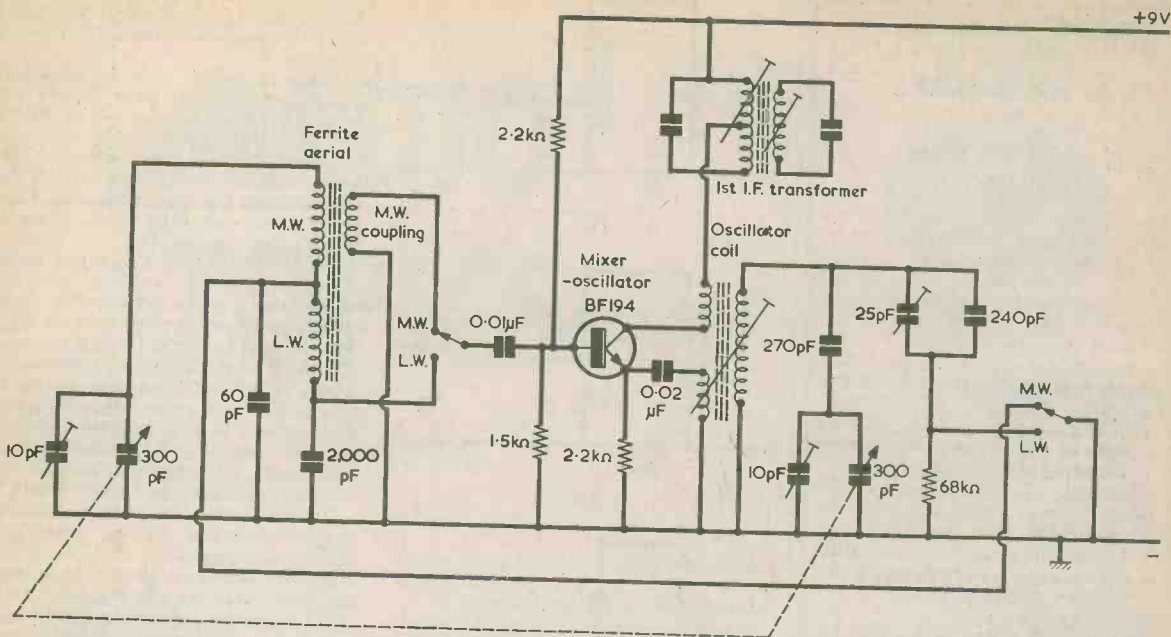 +9V
2·2kΩ
Ferrite
aerial
M.W.
M.W.
coupling
L.W.
1st I.F. transformer
Oscillator
coil
Mixer
-oscillator
BF194
0·01µF
M.W.
L.W.
0·02
µF
25pF
240pF
270pF
60
pF
10pF
300
pF
2,000
pF
1·5kΩ
2·2kΩ
10pF
300
pF
68kΩ
M.W.
L.W.
–